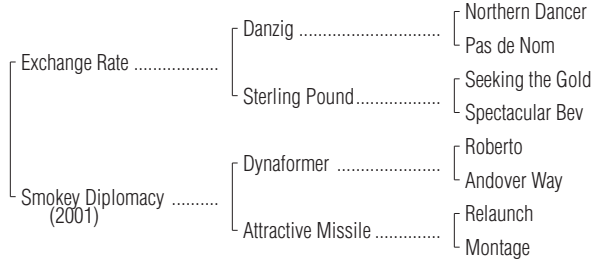 Northern Dancer
Danzig ..............................
Pas de Nom
Exchange Rate ..................
Seeking the Gold
Sterling Pound..................
Spectacular Bev
Roberto
Dynaformer ......................
Andover Way
Smokey Diplomacy ..........
(2001)
Relaunch
Attractive Missile ..............
Montage